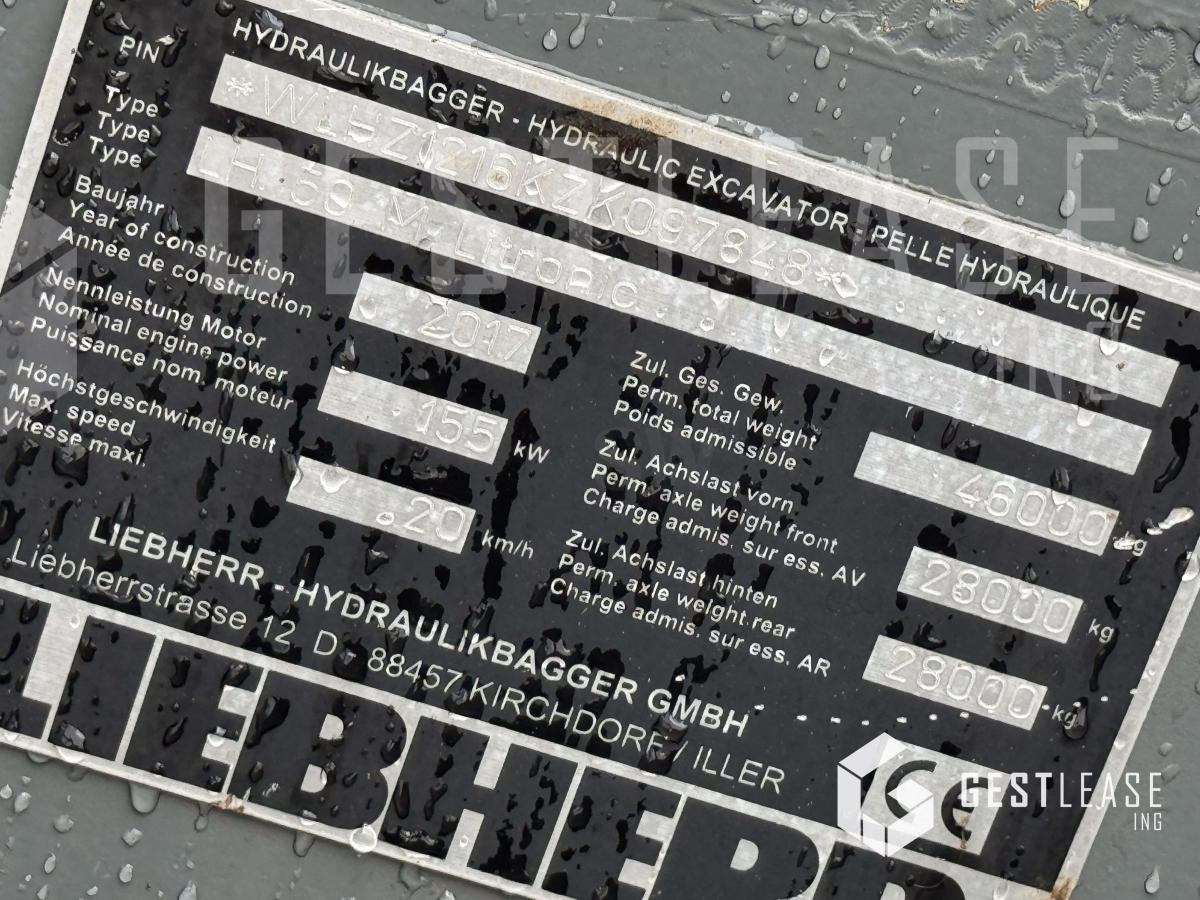 HYDRAULIKBAGGER - HYDRAULIC EXCAVATOR - PELLE HYDRAULIQUE
PIN *WLHZ1216KZK097848*
Type
Type
Type
LH. 50 M. Litronic
Baujahr
Year of construction
Année de construction
2017
Nennleistung Motor
Nominal engine power
Puissance nom. moteur
155 kW
Höchstgeschwindigkeit
Max. speed
Vitesse maxi.
20 km/h
Zul. Ges. Gew.
Perm. total weight
Poids admissible
46000 kg
Zul. Achslast vorn
Perm. axle weight front
Charge admis. sur ess. AV
28000 kg
Zul. Achslast hinten
Perm. axle weight rear
Charge admis. sur ess. AR
28000 kg
LIEBHERR - HYDRAULIKBAGGER GMBH
Liebherrstrasse 12 D - 88457 KIRCHDORF / ILLER
LIEBHERR
CE
GESTLEASE
ING
GESTLEASE
ING